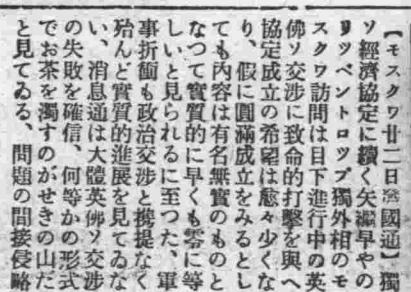 【モスクワ廿二日發國通】獨
ソ經濟協定に續く矢繼早やの
リツベントロツプ獨外相のモ
スクワ訪問は目下進行中の英
佛ソ交渉に致命的打擊を與へ
協定成立の希望は愈々少くな
り、假に圓滿成立をみるとし
ても內容は有名無實のものと
なつて實質的に早くも零に等
しいと見られるに至つた、軍
事折衝も政治交渉と携提なく
殆んど實質的進展を見てゐな
い、消息通は大體英佛ソ交渉
の失敗を確信、何等かの形式
でお茶を濁すのがせきの山だ
と見てゐる、問題の間接侵略